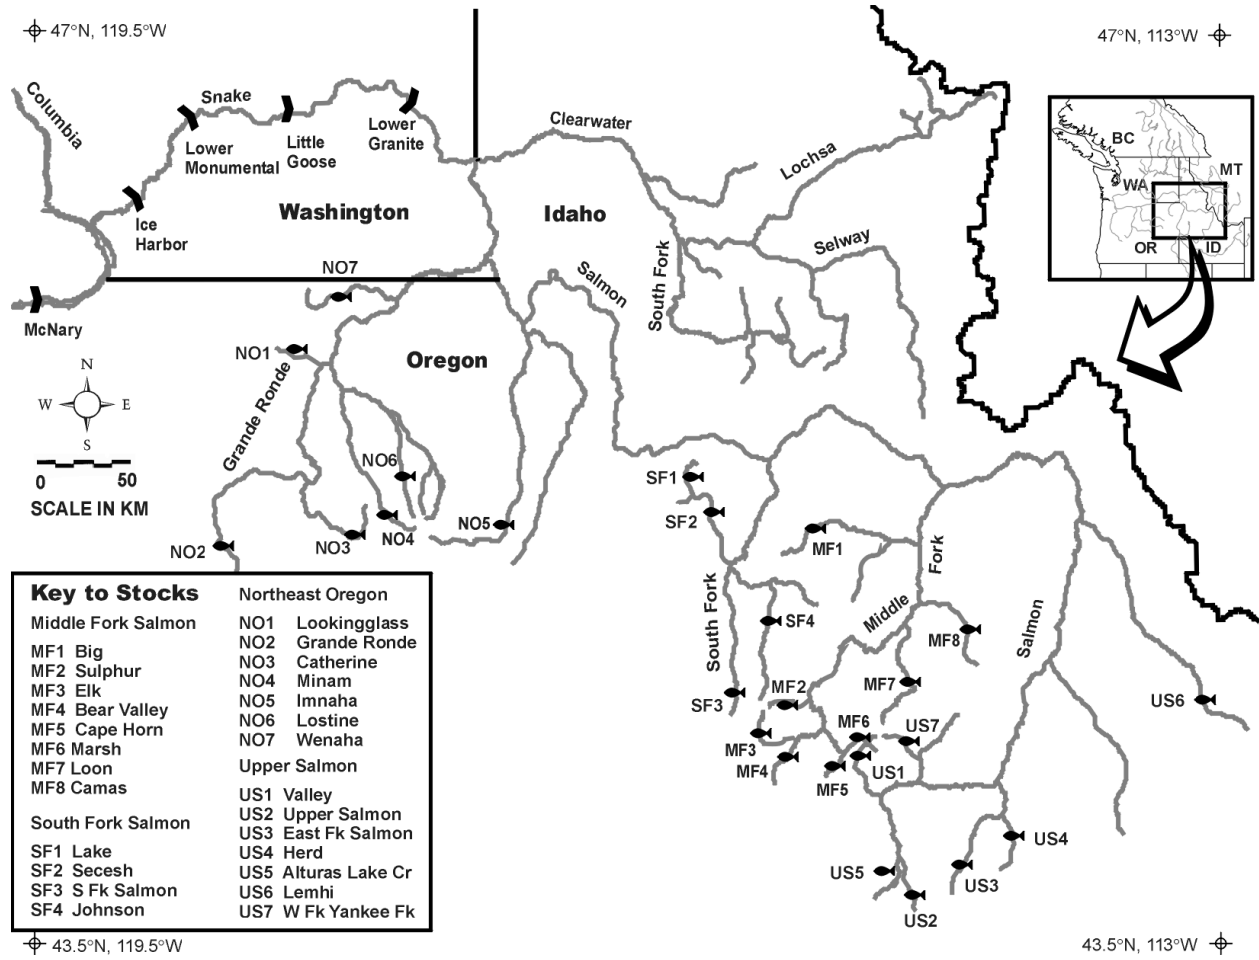 47°N, 119.5°W
47°N, 113°W
Columbia
Snake
Lower
Monumental
Little
Goose
Lower
Granite
Clearwater
Lochsa
BC
MT
WA
OR
ID
Ice
Harbor
Washington
Idaho
Selway
South Fork
Salmon
NO7
McNary
NO1
Oregon
Grande Ronde
N
W
E
S
0
50
SCALE IN KM
NO6
NO2
NO3
NO4
NO5
SF1
SF2
MF1
Fork
South Fork
SF4
Middle
MF8
Salmon
SF3
MF2
MF7
US6
MF3
MF4
MF6
US7
MF5
US1
US4
US5
US3
US2
Key to Stocks
Middle Fork Salmon
MF1 Big
MF2 Sulphur
MF3 Elk
MF4 Bear Valley
MF5 Cape Horn
MF6 Marsh
MF7 Loon
MF8 Camas
South Fork Salmon
SF1 Lake
SF2 Secesh
SF3 S Fk Salmon
SF4 Johnson
Northeast Oregon
NO1 Lookingglass
NO2 Grande Ronde
NO3 Catherine
NO4 Minam
NO5 Imnaha
NO6 Lostine
NO7 Wenaha
Upper Salmon
US1 Valley
US2 Upper Salmon
US3 East Fk Salmon
US4 Herd
US5 Alturas Lake Cr
US6 Lemhi
US7 W Fk Yankee Fk
43.5°N, 119.5°W
43.5°N, 113°W